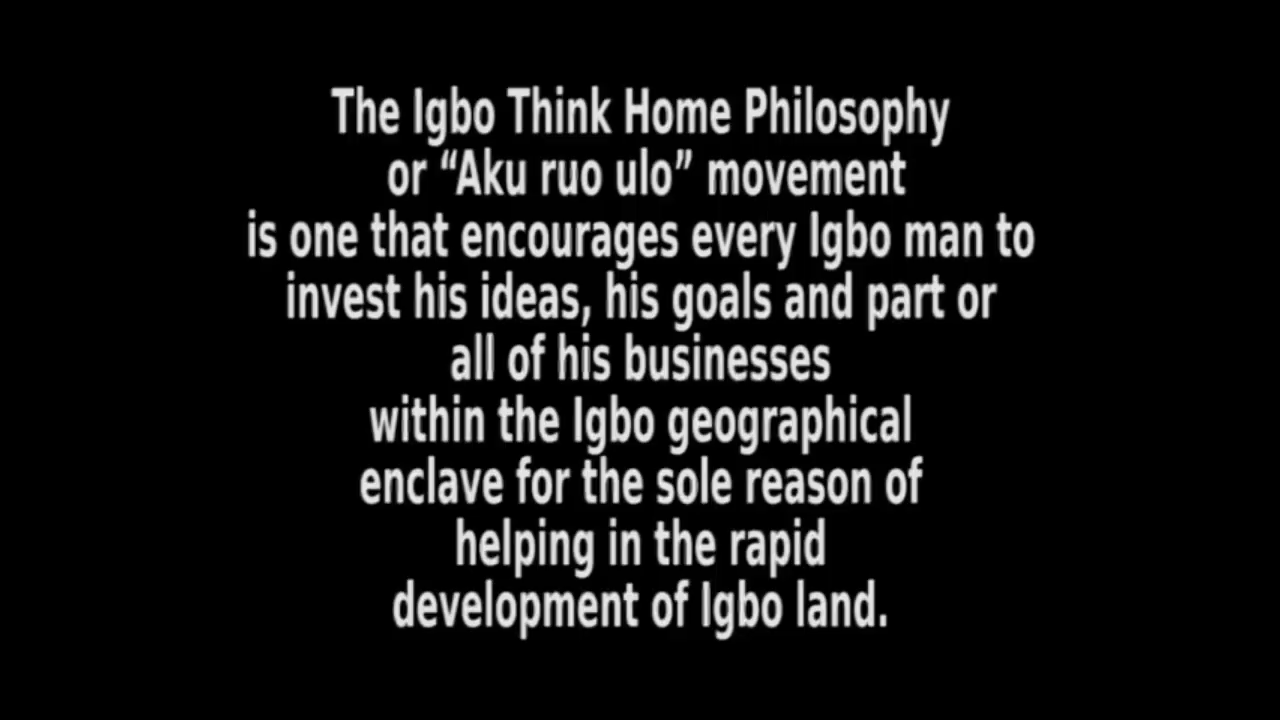 The Igbo Think Home Philosophy
or “Aku ruo ulo” movement
is one that encourages every Igbo man to
invest his ideas, his goals and part or
all of his businesses
within the Igbo geographical
enclave for the sole reason of
helping in the rapid
development of Igbo land.